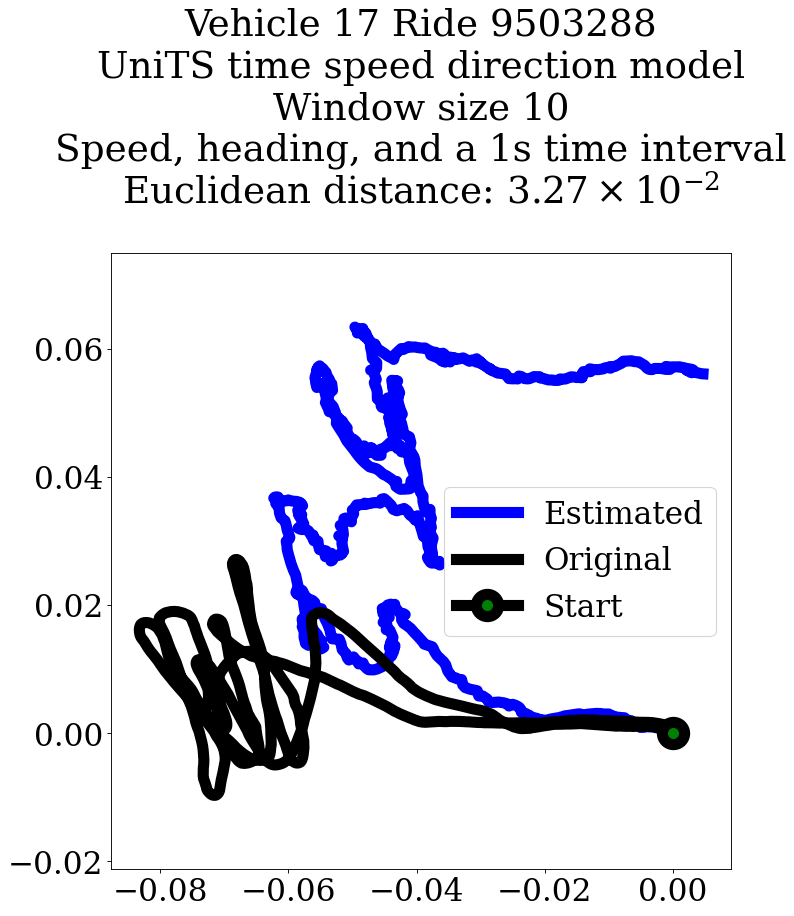 Vehicle 17 Ride 9503288
UniTS time speed direction model
Window size 10
Speed, heading, and a 1s time interval
Euclidean distance: 3.27 × 10⁻²
0.06
0.04
0.02
0.00
−0.02
Estimated
Original
Start
−0.08 −0.06 −0.04 −0.02 0.00